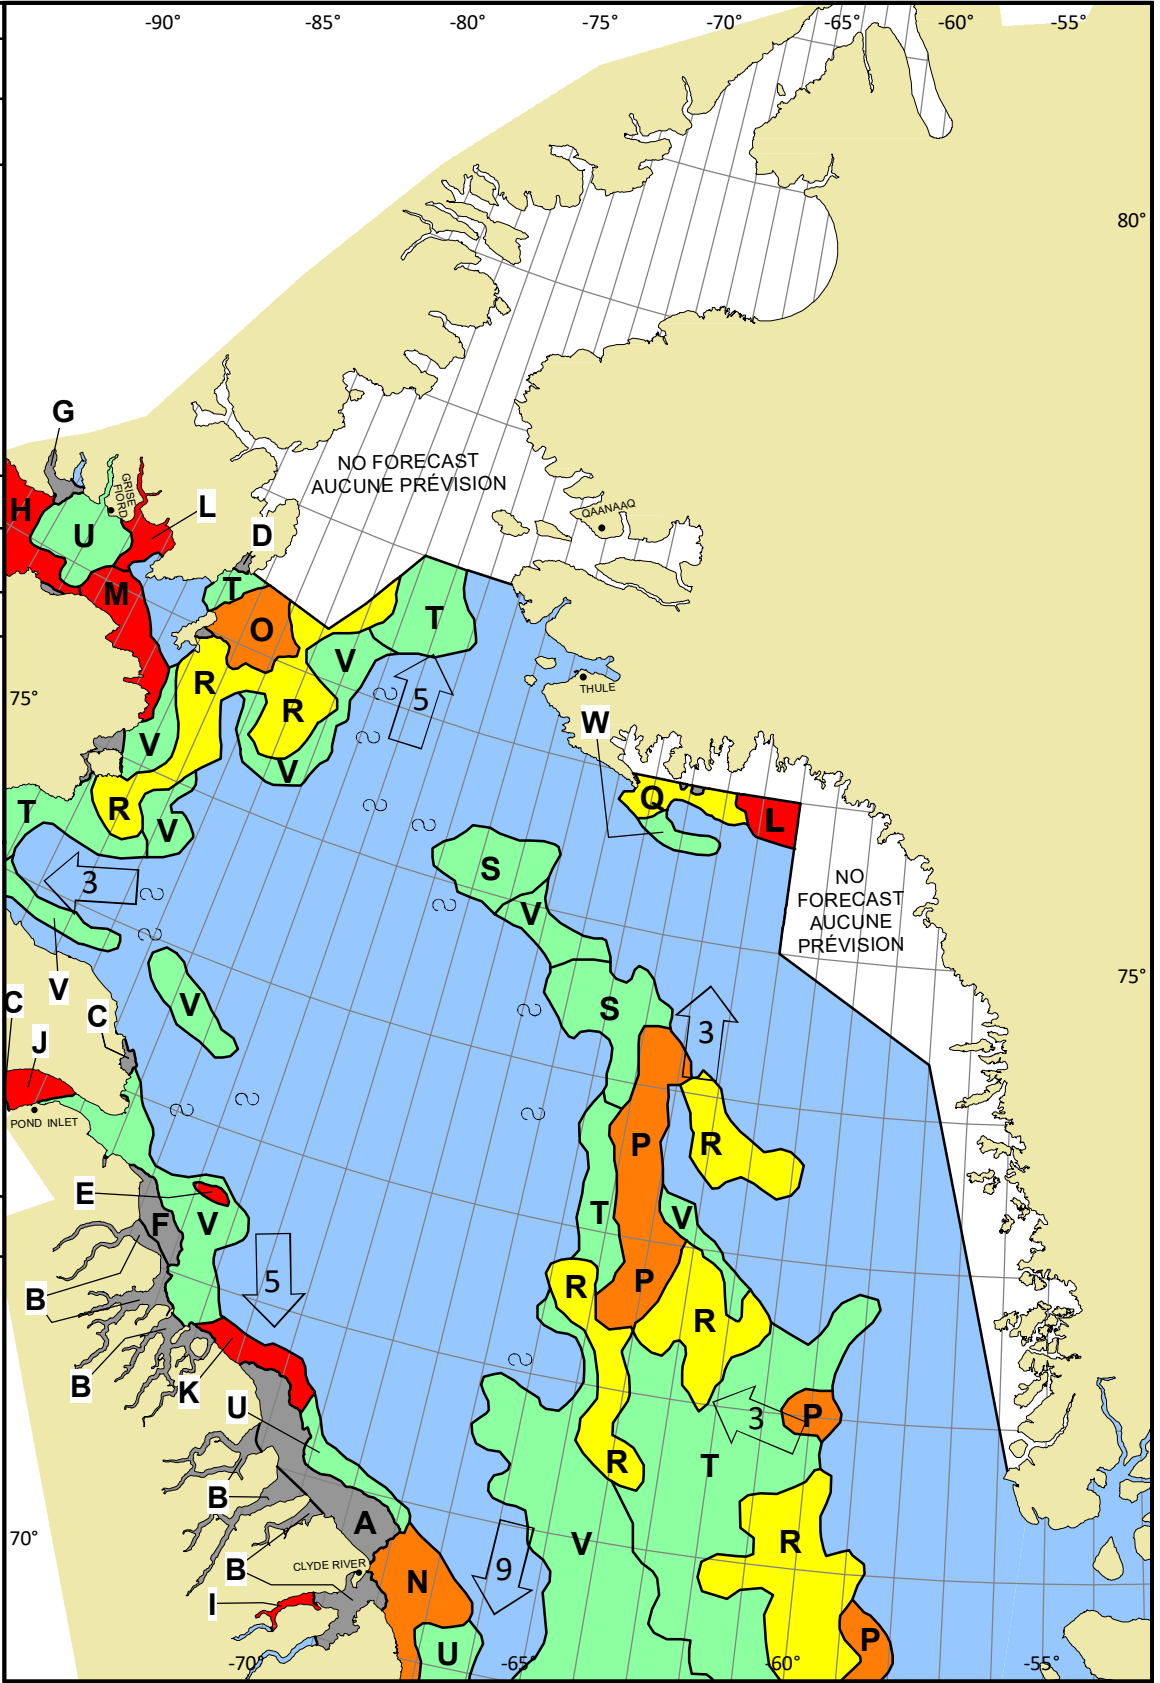 -90° -85° -80° -75° -70° -65° -60° -55°
80°
G
NO FORECAST
AUCUNE PRÉVISION
GRISE
FIORD
H
L
QAANAAQ
U
D
M
T
O
T
V
R
5
75°
THULE
R
W
V
V
Q
R
T
L
V
S
NO
FORECAST
AUCUNE
PRÉVISION
3
V
75°
V
C
V
S
C
J
3
POND INLET
P
R
E
F
V
T
V
5
P
R
B
R
B
K
U
3
P
R
T
B
A
70°
R
V
CLYDE RIVER
B
9
N
I
P
U
-70° -65° -60° -55°